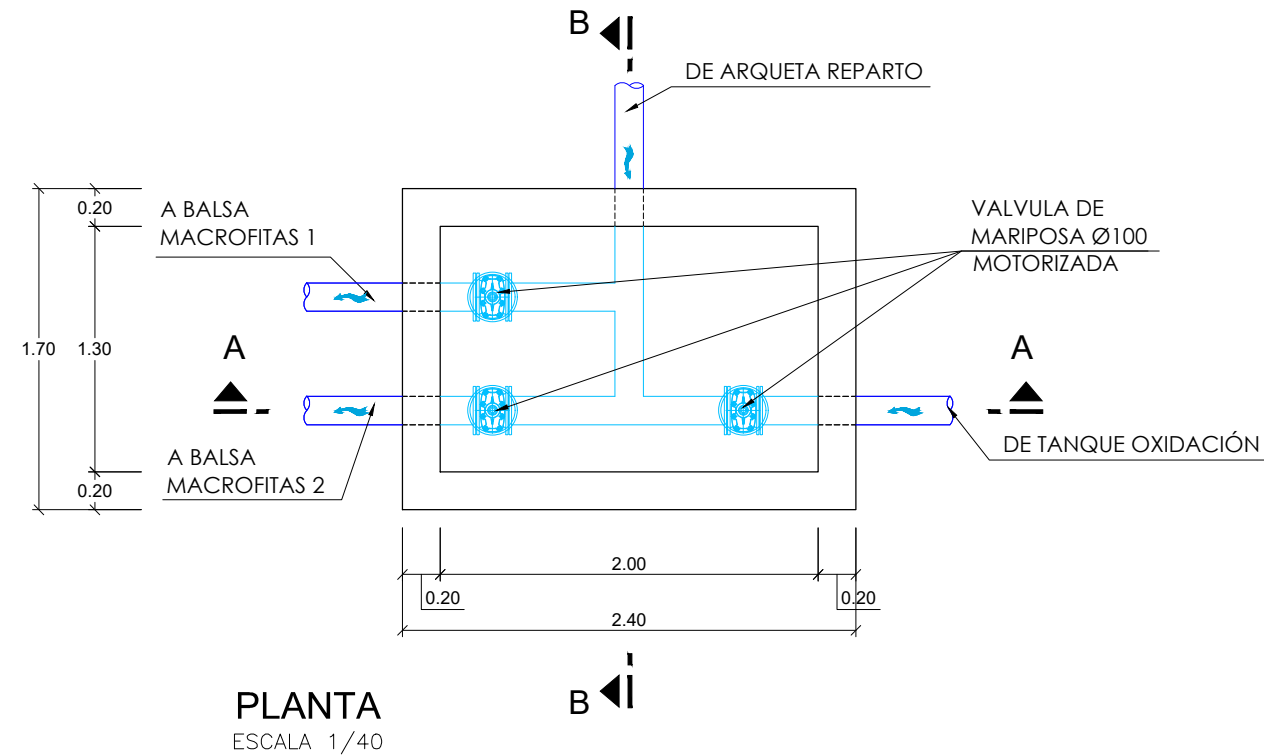 B
DE ARQUETA REPARTO
A BALSA
MACROFITAS 1
VALVULA DE
MARIPOSA Ø100
MOTORIZADA
0.20
1.70
1.30
A
A
A BALSA
MACROFITAS 2
DE TANQUE OXIDACIÓN
0.20
2.00
0.20
0.20
2.40
B
PLANTA
ESCALA 1/40